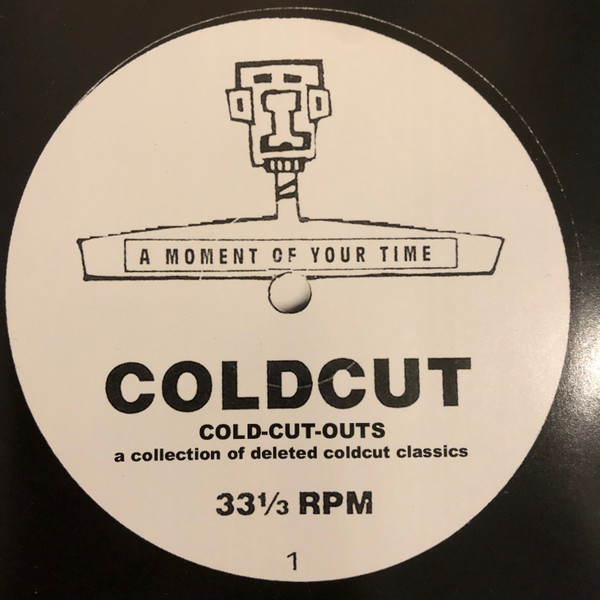 A MOMENT OF YOUR TIME
COLDCUT
COLD-CUT-OUTS
a collection of deleted coldcut classics
33⅓ RPM
1